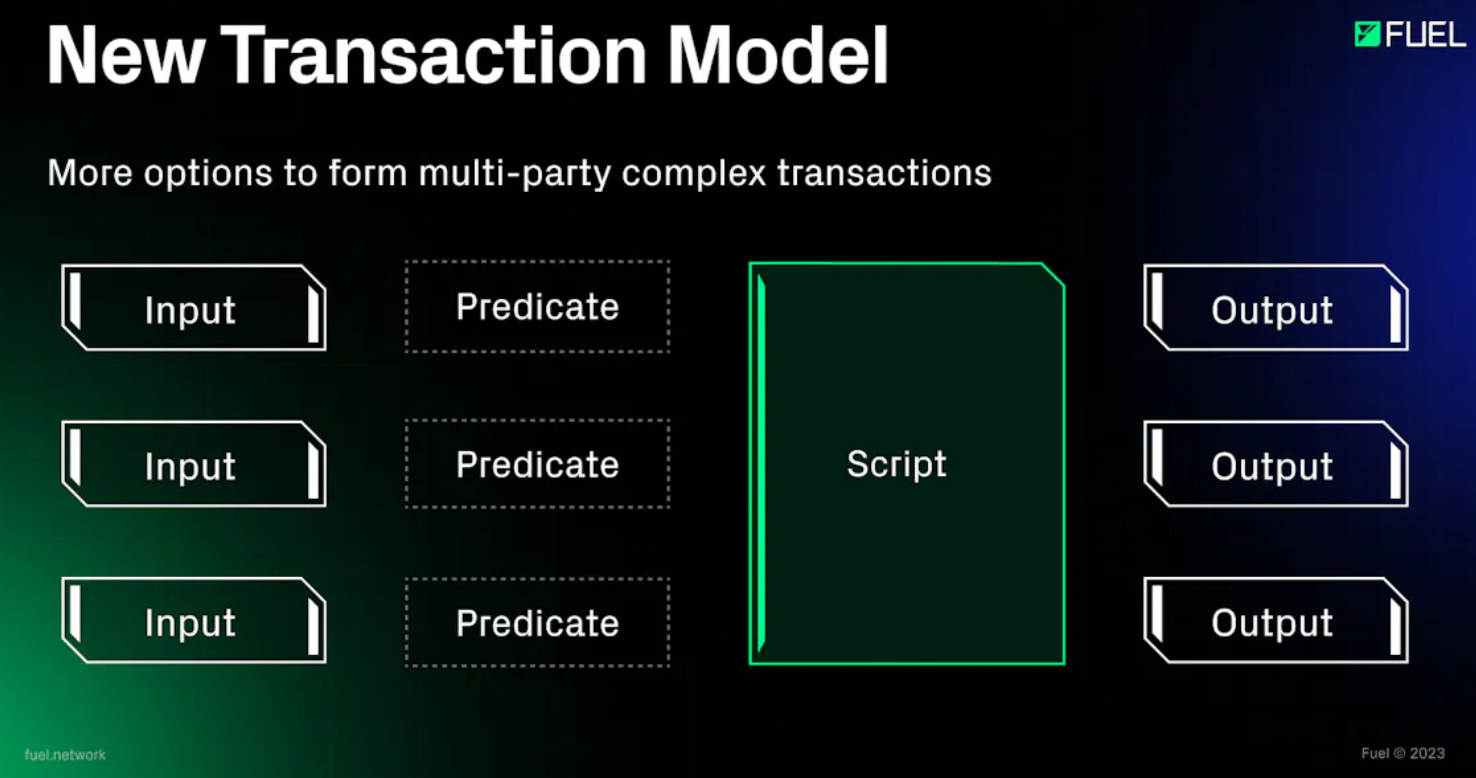 New Transaction Model
FUEL
More options to form multi-party complex transactions
Input
Predicate
Script
Output
Input
Predicate
Output
Input
Predicate
Output
fuel.network
Fuel © 2023